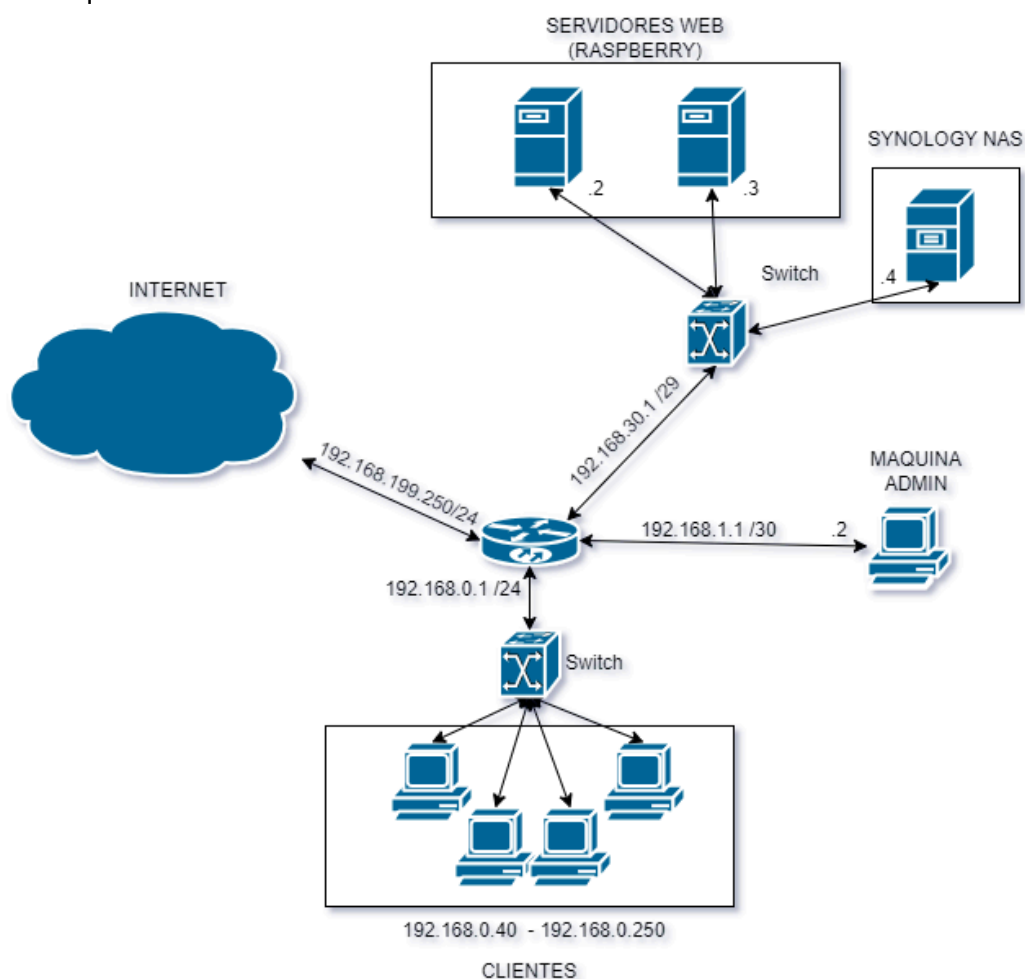 SERVIDORES WEB
(RASPBERRY)
SYNOLOGY NAS
.2
.3
Switch
.4
INTERNET
192.168.30.1 /29
192.168.199.250/24
MAQUINA
ADMIN
192.168.1.1 /30
.2
192.168.0.1 /24
Switch
192.168.0.40 - 192.168.0.250
CLIENTES